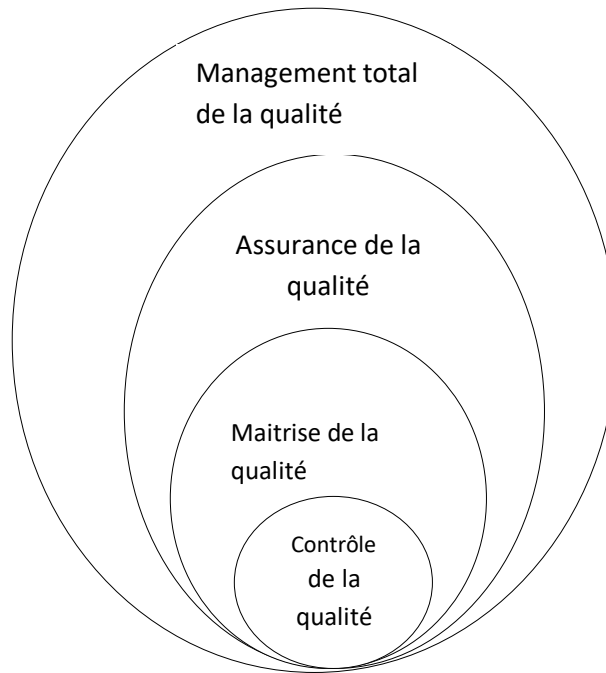 Management total
de la qualité
Assurance de la
qualité
Maitrise de la
qualité
Contrôle
de la
qualité